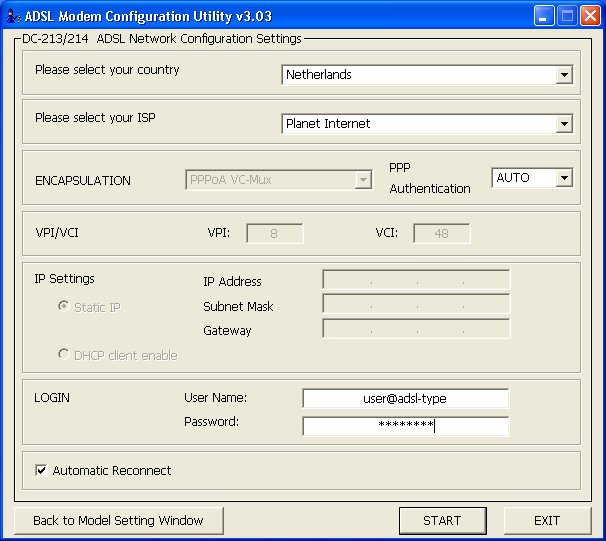 ADSL Modem Configuration Utility v3.03
DC-213/214 ADSL Network Configuration Settings
Please select your country
Netherlands
Please select your ISP
Planet Internet
ENCAPSULATION
PPPoA VC-Mux
PPP
Authentication
AUTO
VPI/VCI
VPI: 8
VCI: 48
IP Settings
Static IP
DHCP client enable
IP Address . . .
Subnet Mask . . .
Gateway . . .
LOGIN
User Name: user@adsl-type
Password: ********
Automatic Reconnect
Back to Model Setting Window
START
EXIT